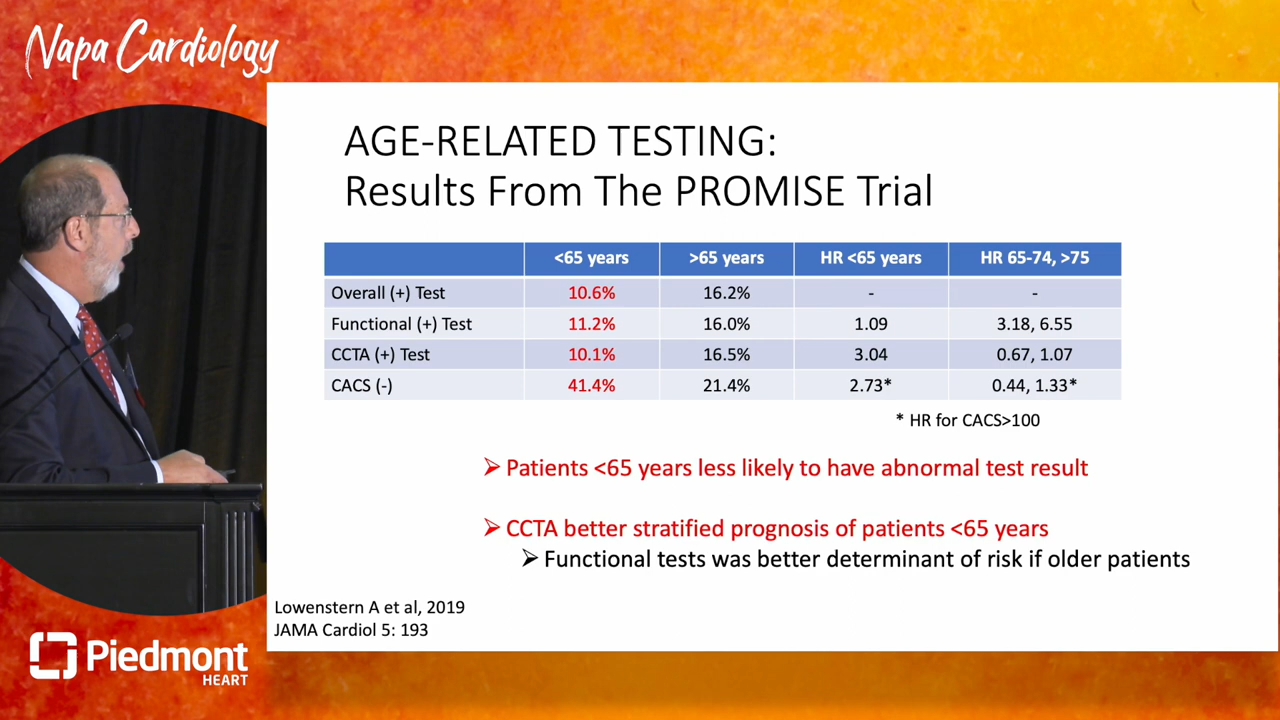 Napa Cardiology
AGE-RELATED TESTING:
Results From The PROMISE Trial
<65 years >65 years HR <65 years HR 65-74, >75
Overall (+) Test 10.6% 16.2% - -
Functional (+) Test 11.2% 16.0% 1.09 3.18, 6.55
CCTA (+) Test 10.1% 16.5% 3.04 0.67, 1.07
CACS (-) 41.4% 21.4% 2.73* 0.44, 1.33*
* HR for CACS>100
➢ Patients <65 years less likely to have abnormal test result
➢ CCTA better stratified prognosis of patients <65 years
➢ Functional tests was better determinant of risk if older patients
Lowenstern A et al, 2019
JAMA Cardiol 5: 193
Piedmont
HEART